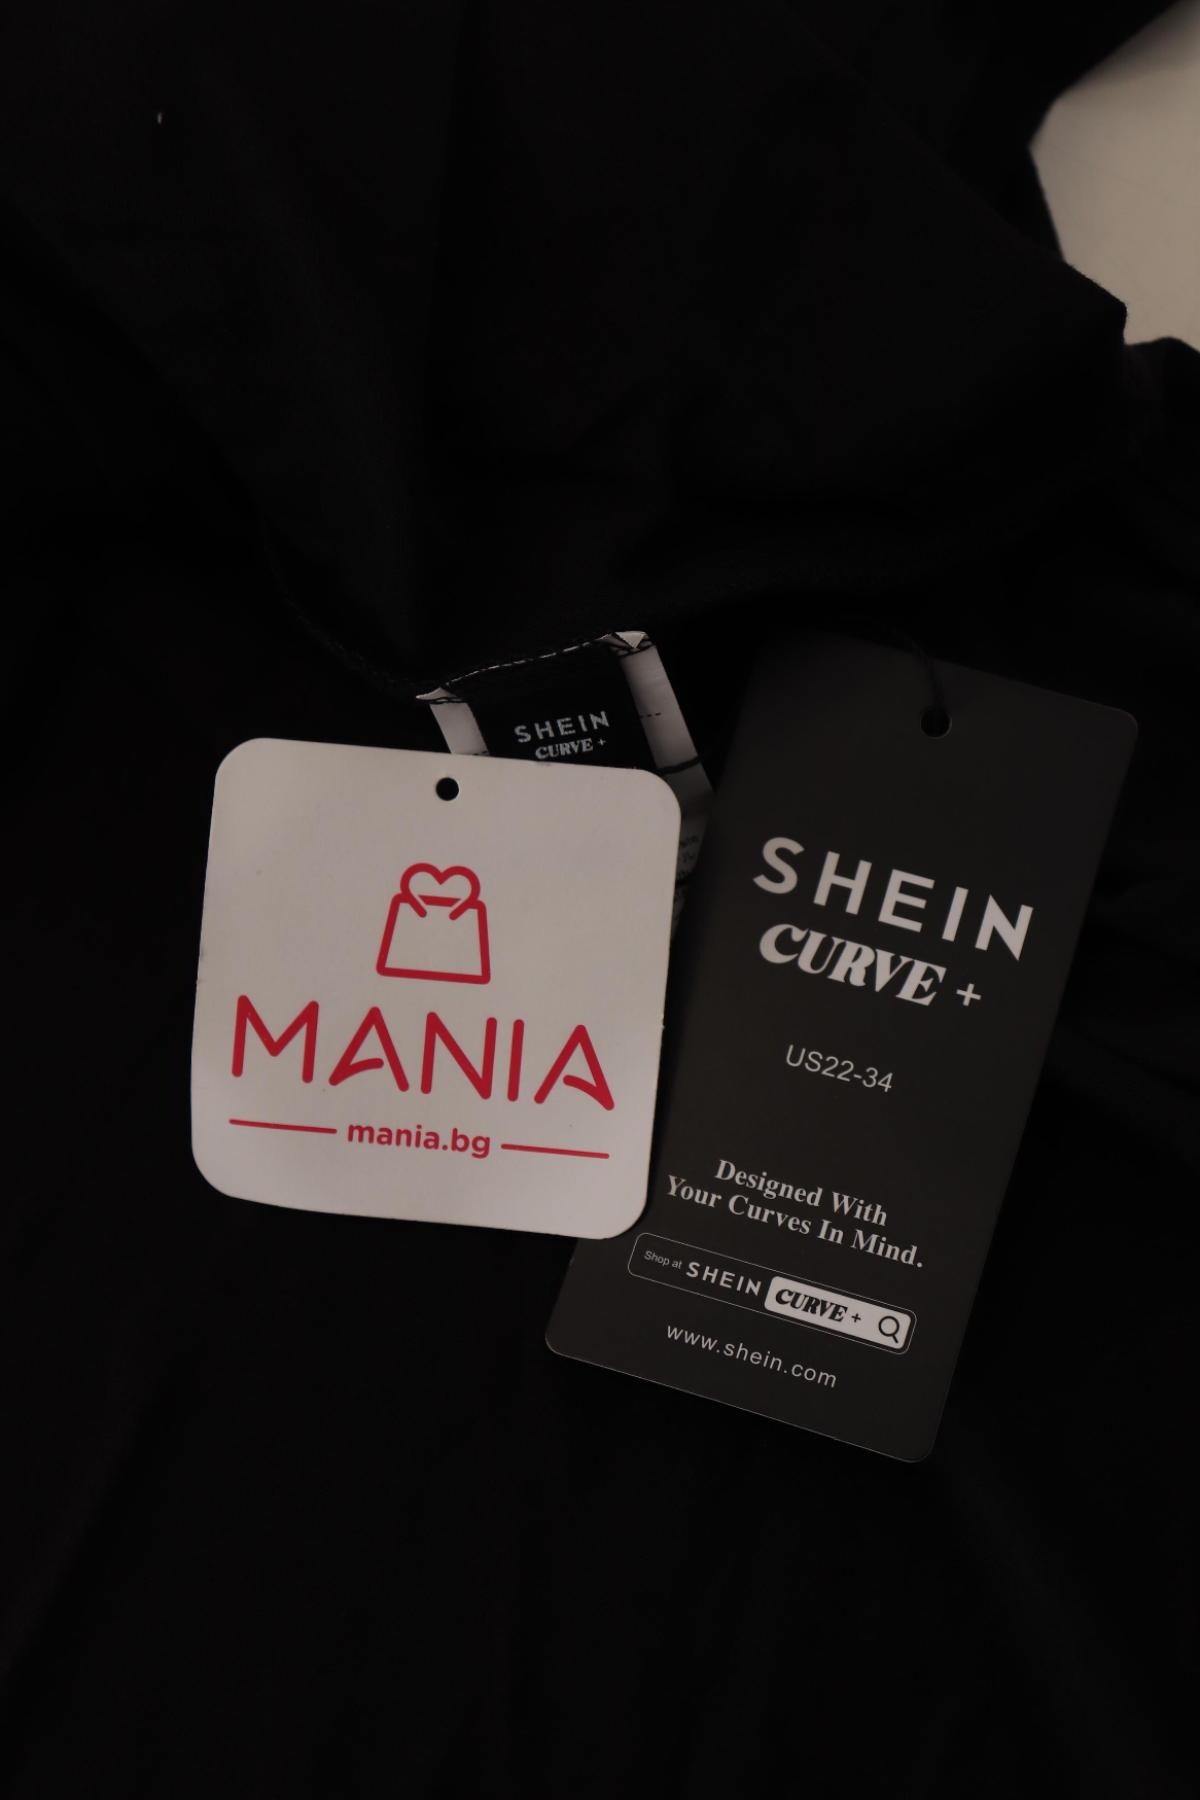 SHEIN
CURVE +
MANIA
mania.bg
SHEIN
CURVE +
US22-34
Designed With
Your Curves In Mind.
Shop at SHEIN CURVE +
www.shein.com